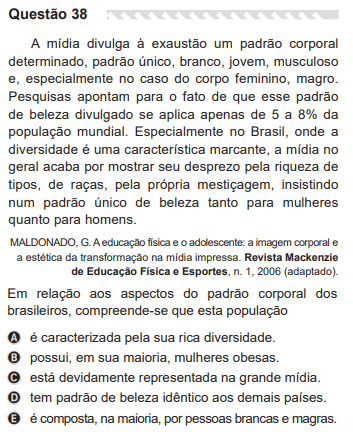 Questão 38
A mídia divulga à exaustão um padrão corporal
determinado, padrão único, branco, jovem, musculoso
e, especialmente no caso do corpo feminino, magro.
Pesquisas apontam para o fato de que esse padrão
de beleza divulgado se aplica apenas de 5 a 8% da
população mundial. Especialmente no Brasil, onde a
diversidade é uma característica marcante, a mídia no
geral acaba por mostrar seu desprezo pela riqueza de
tipos, de raças, pela própria mestiçagem, insistindo
num padrão único de beleza tanto para mulheres
quanto para homens.
MALDONADO, G. A educação física e o adolescente: a imagem corporal e
a estética da transformação na mídia impressa. Revista Mackenzie
de Educação Física e Esportes, n. 1, 2006 (adaptado).
Em relação aos aspectos do padrão corporal dos
brasileiros, compreende-se que esta população
A é caracterizada pela sua rica diversidade.
B possui, em sua maioria, mulheres obesas.
C está devidamente representada na grande mídia.
D tem padrão de beleza idêntico aos demais países.
E é composta, na maioria, por pessoas brancas e magras.